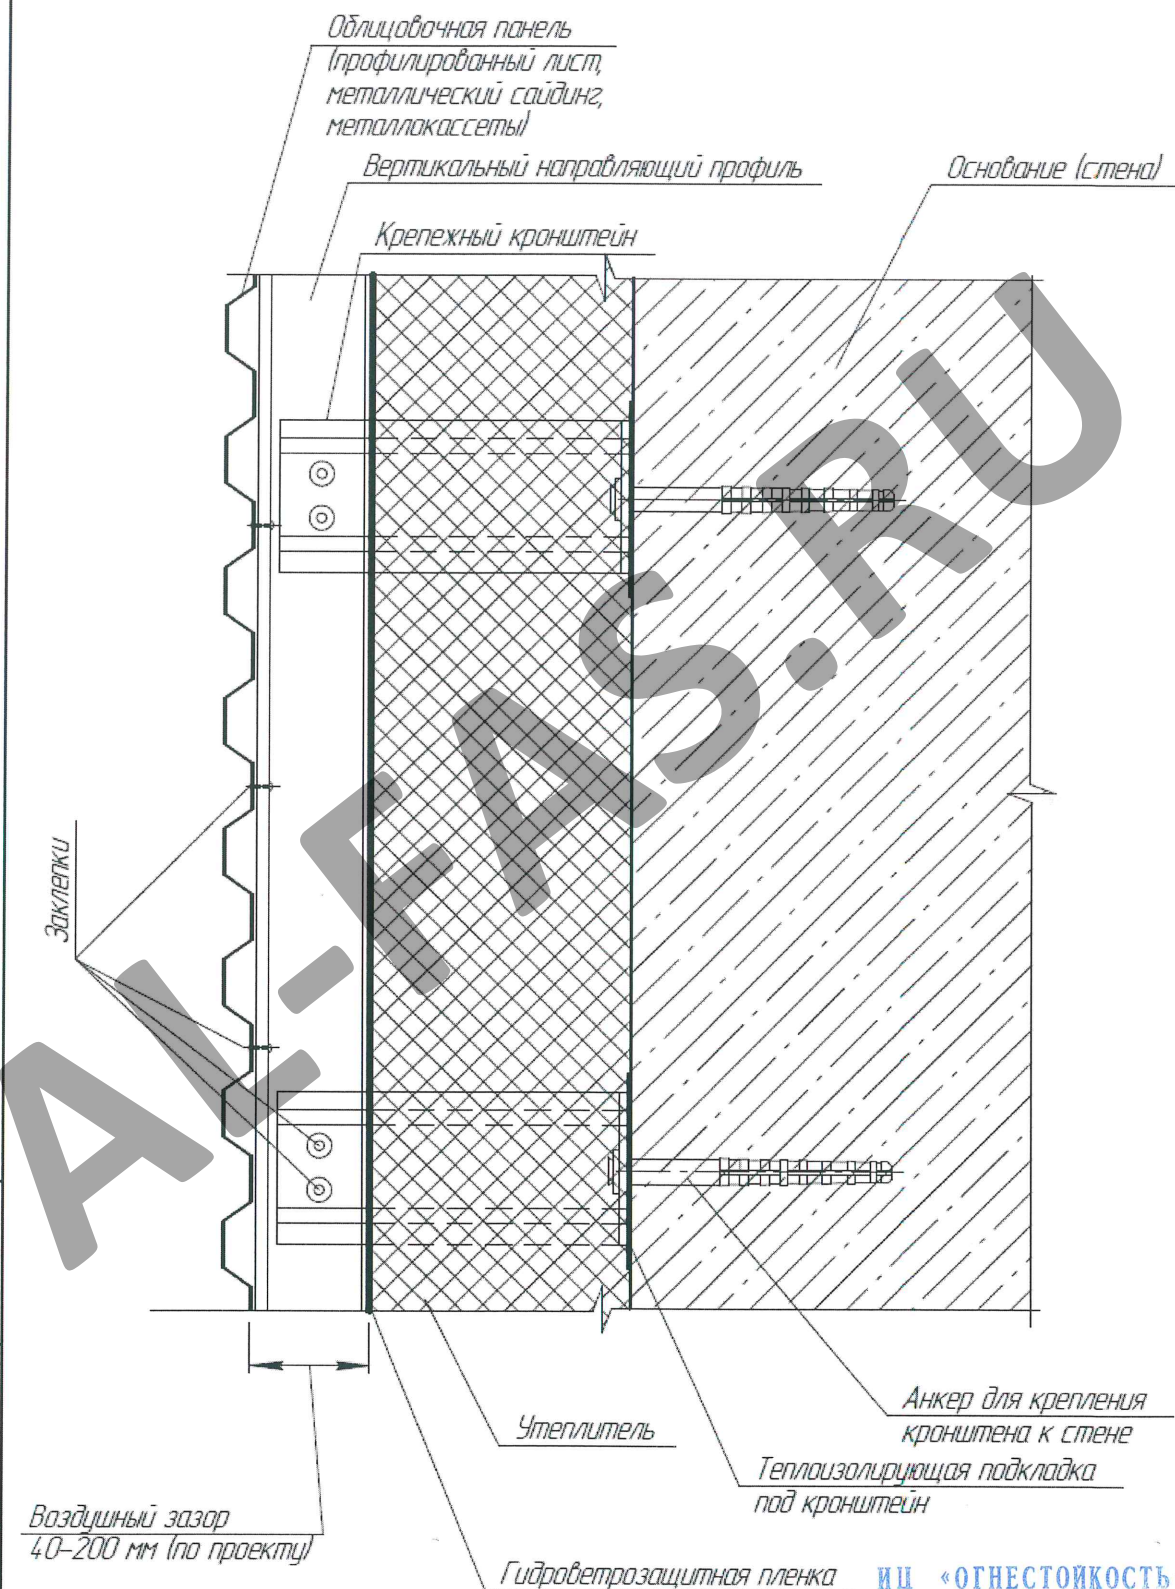 Облицовочная панель
(профилированный лист,
металлический сайдинг,
металлокассеты)
Вертикальный направляющий профиль
Основание (стена)
Крепежный кронштейн
AL-FAS.RU
Заклепки
Анкер для крепления
кронштена к стене
Утеплитель
Теплоизолирующая подкладка
под кронштейн
Воздушный зазор
40-200 мм (по проекту)
Гидроветрозащитная пленка
ИЦ «ОГНЕСТОЙКОСТЬ